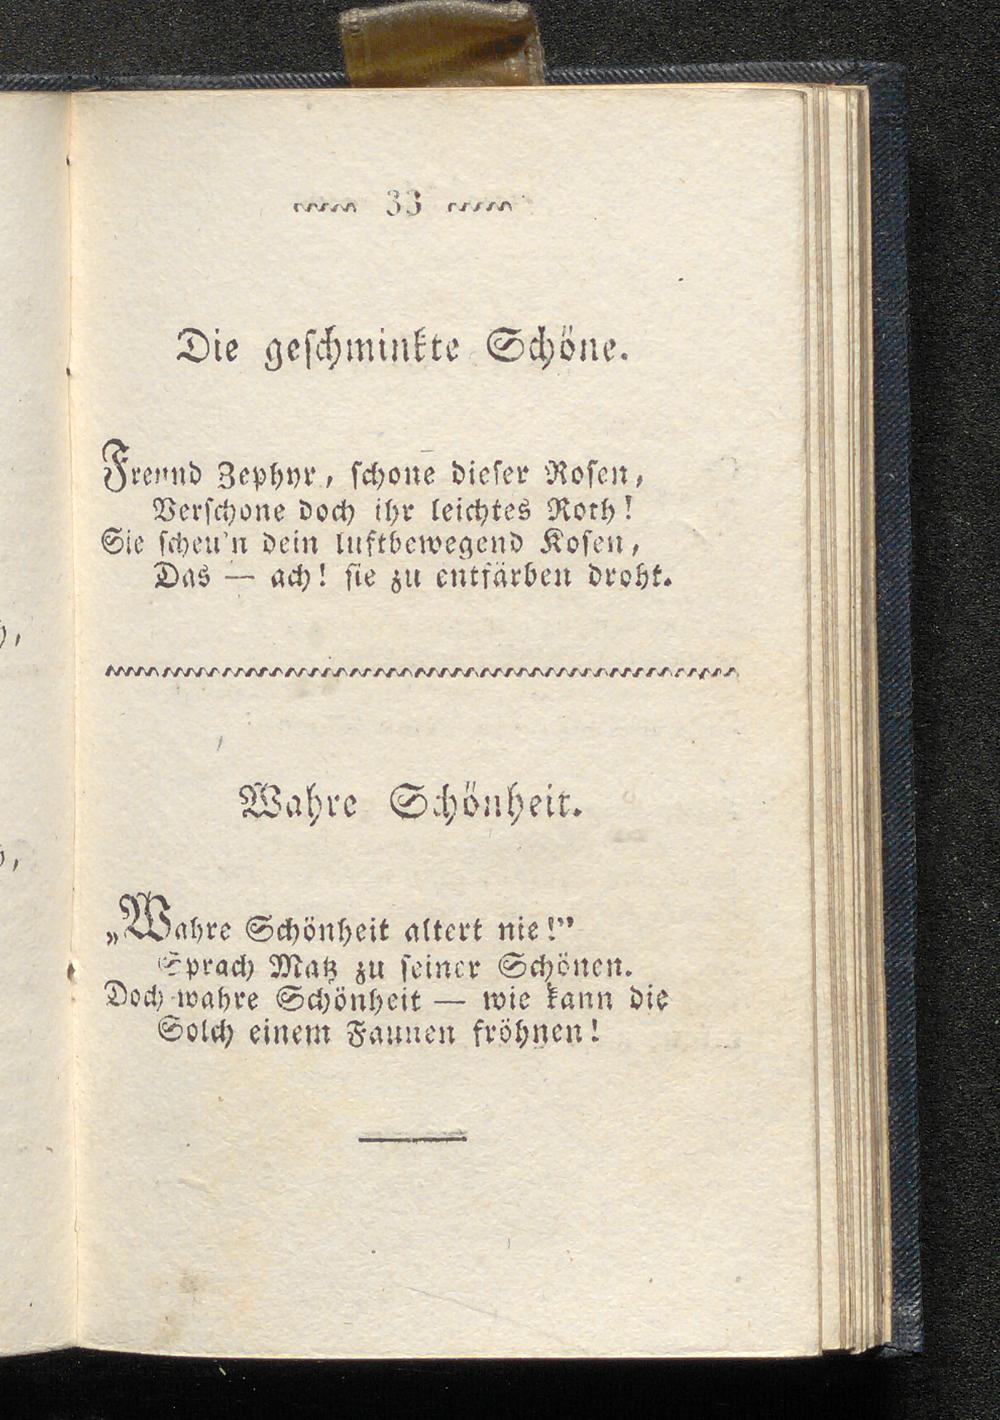 33
Die geschminkte Schöne.
Freund Zephyr, schone dieser Rosen,
Verschone doch ihr leichtes Roth!
Sie scheu'n dein luftbewegend Kosen,
Das — ach! sie zu entfärben droht.
Wahre Schönheit.
„Wahre Schönheit altert nie!”
Sprach Matz zu seiner Schönen.
Doch wahre Schönheit — wie kann die
Solch einem Faunen fröhnen!